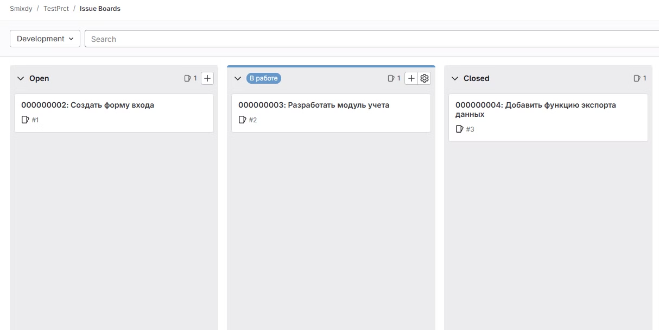 Smixdy / TestPrct / Issue Boards
Development
Search
Open 1
000000002: Создать форму входа
#1
В работе 1
000000003: Разработать модуль учета
#2
Closed 1
000000004: Добавить функцию экспорта
данных
#3